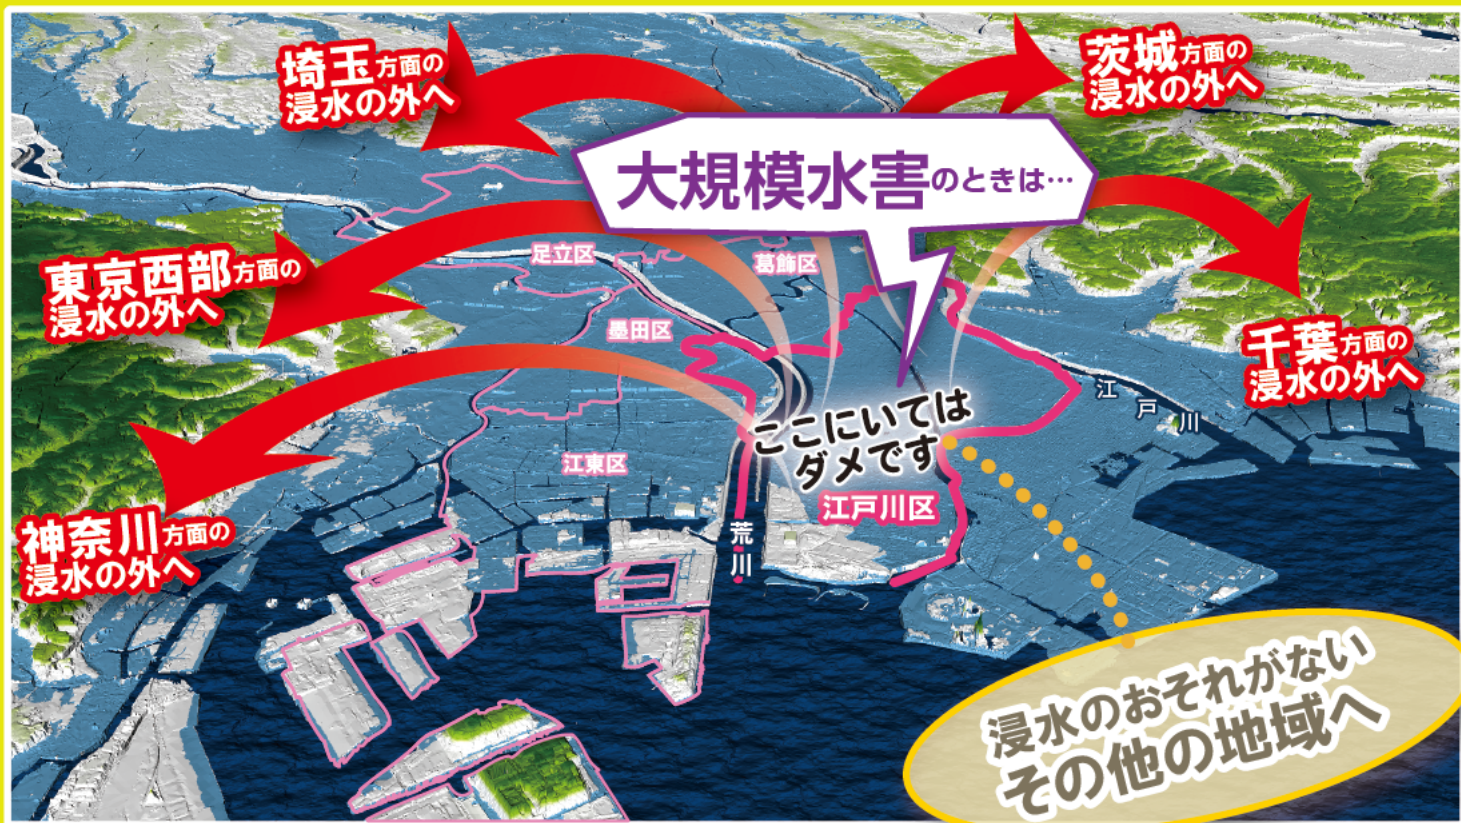 埼玉方面の
浸水の外へ
茨城方面の
浸水の外へ
大規模水害のときは…
東京西部方面の
浸水の外へ
足立区
葛飾区
墨田区
千葉方面の
浸水の外へ
江戸川
ここにいては
ダメです
江東区
江戸川区
荒川
神奈川方面の
浸水の外へ
浸水のおそれがない
その他の地域へ